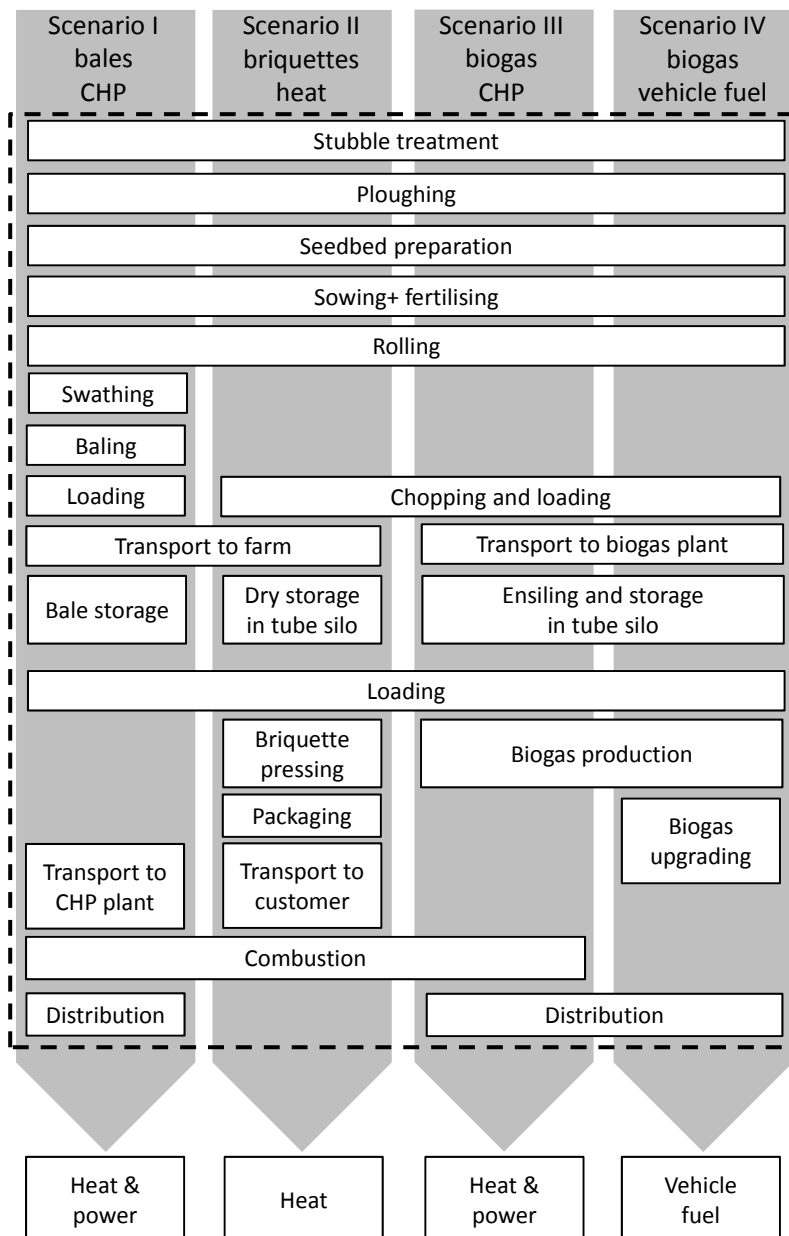 Scenario I
bales
CHP
Scenario II
briquettes
heat
Scenario III
biogas
CHP
Scenario IV
biogas
vehicle fuel
Stubble treatment
Ploughing
Seedbed preparation
Sowing+ fertilising
Rolling
Swathing
Baling
Loading
Chopping and loading
Transport to farm
Transport to biogas plant
Bale storage
Dry storage
in tube silo
Ensiling and storage
in tube silo
Loading
Briquette
pressing
Biogas production
Packaging
Biogas
upgrading
Transport to
CHP plant
Transport to
customer
Combustion
Distribution
Distribution
Heat &
power
Heat
Heat &
power
Vehicle
fuel